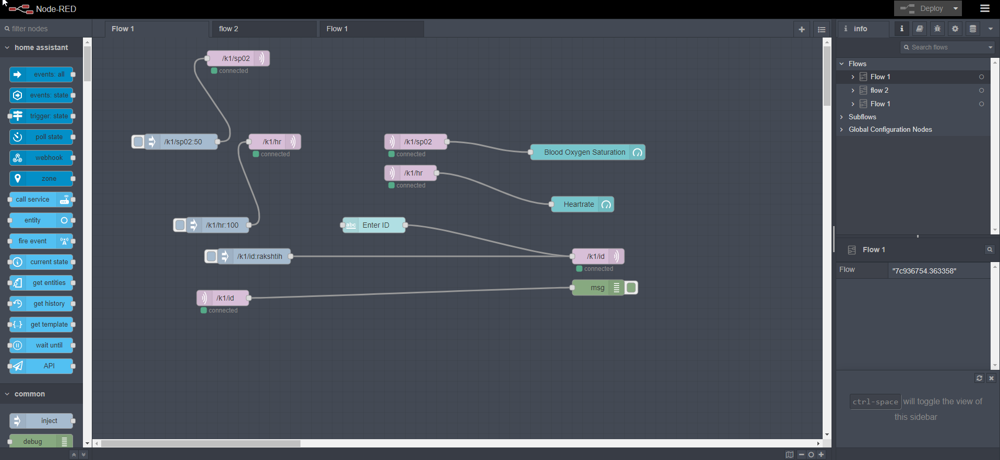 Node-RED
Deploy
filter nodes
Flow 1
flow 2
Flow 1
i info
i
Search flows
home assistant
events: all
events: state
trigger: state
poll state
webhook
zone
call service
entity
fire event
current state
get entities
get history
get template
wait until
API
common
inject
debug
/k1/sp02
connected
/k1/sp02:50
/k1/hr
connected
/k1/sp02
connected
Blood Oxygen Saturation
/k1/hr
connected
Heartrate
/k1/hr:100
abc Enter ID
/k1/id:rakshtih
/k1/id
connected
msg
/k1/id
connected
Flows
Flow 1
flow 2
Flow 1
Subflows
Global Configuration Nodes
Flow 1
Flow "7c936754.363358"
ctrl-space will toggle the view of
this sidebar